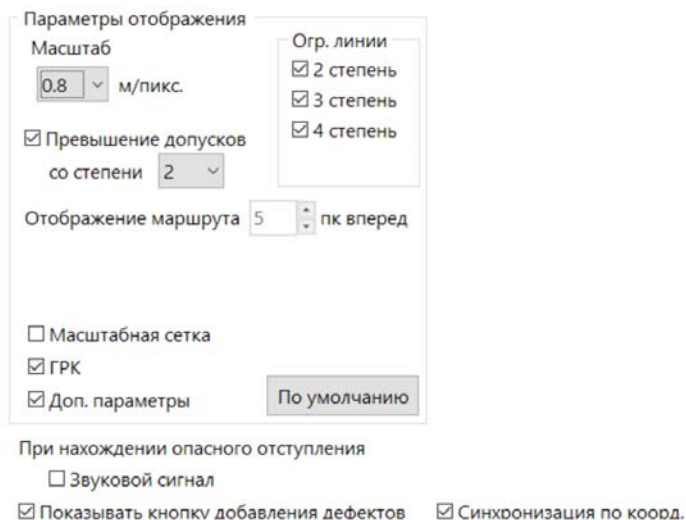 Параметры отображения
Масштаб
0.8 м/пикс.
Огр. линии
2 степень
3 степень
4 степень
Превышение допусков
со степени 2
Отображение маршрута 5 пк вперед
Масштабная сетка
ГРК
Доп. параметры
По умолчанию
При нахождении опасного отступления
Звуковой сигнал
Показывать кнопку добавления дефектов
Синхронизация по коорд.